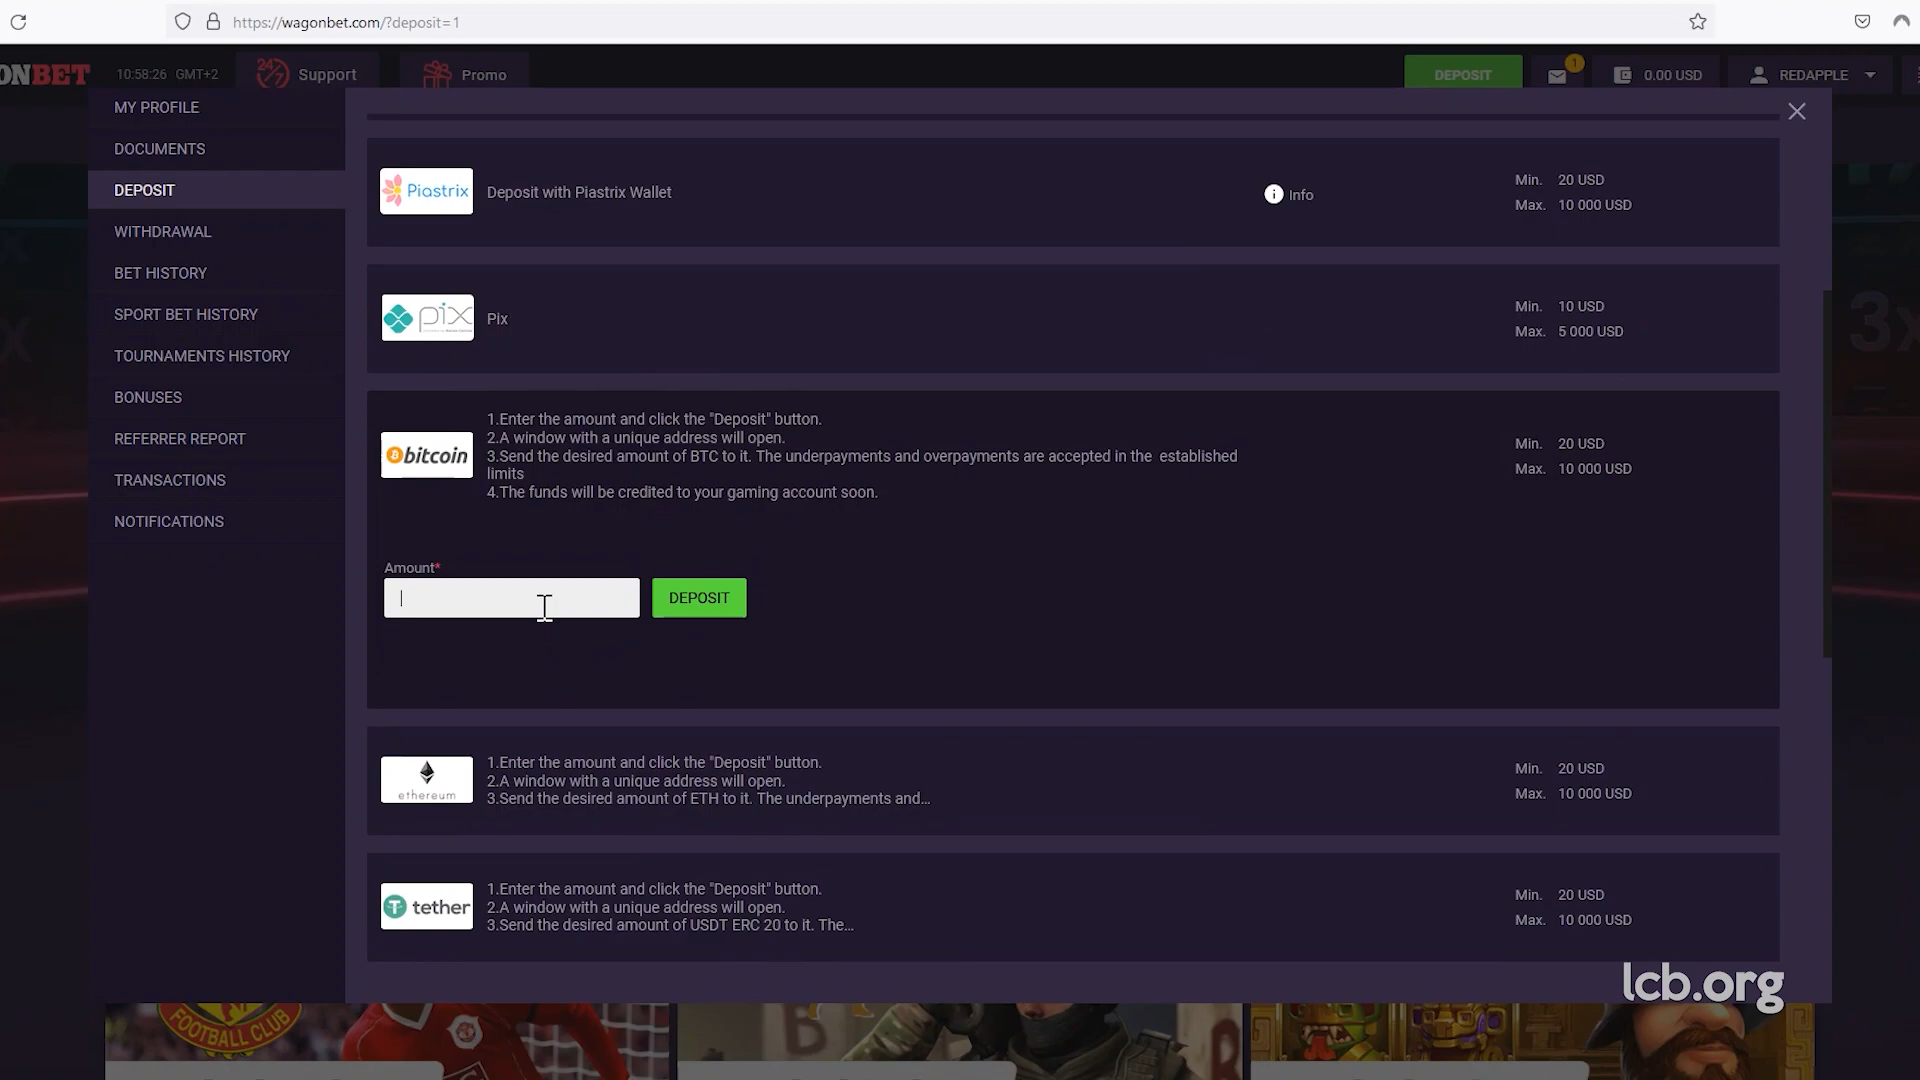 https://wagonbet.com/?deposit=1
ONBET
10:58:26 GMT+2
24/7
Support
Promo
DEPOSIT
1
0.00 USD
REDAPPLE
MY PROFILE
DOCUMENTS
DEPOSIT
WITHDRAWAL
BET HISTORY
SPORT BET HISTORY
TOURNAMENTS HISTORY
BONUSES
REFERRER REPORT
TRANSACTIONS
NOTIFICATIONS
Piastrix
Deposit with Piastrix Wallet
i Info
Min. 20 USD
Max. 10 000 USD
pix
Pix
Min. 10 USD
Max. 5 000 USD
bitcoin
1.Enter the amount and click the "Deposit" button.
2.A window with a unique address will open.
3.Send the desired amount of BTC to it. The underpayments and overpayments are accepted in the established
limits
4.The funds will be credited to your gaming account soon.
Min. 20 USD
Max. 10 000 USD
Amount*
DEPOSIT
ethereum
1.Enter the amount and click the "Deposit" button.
2.A window with a unique address will open.
3.Send the desired amount of ETH to it. The underpayments and...
Min. 20 USD
Max. 10 000 USD
tether
1.Enter the amount and click the "Deposit" button.
2.A window with a unique address will open.
3.Send the desired amount of USDT ERC 20 to it. The...
Min. 20 USD
Max. 10 000 USD
3x
lcb.org
FOOTBALL CLUB